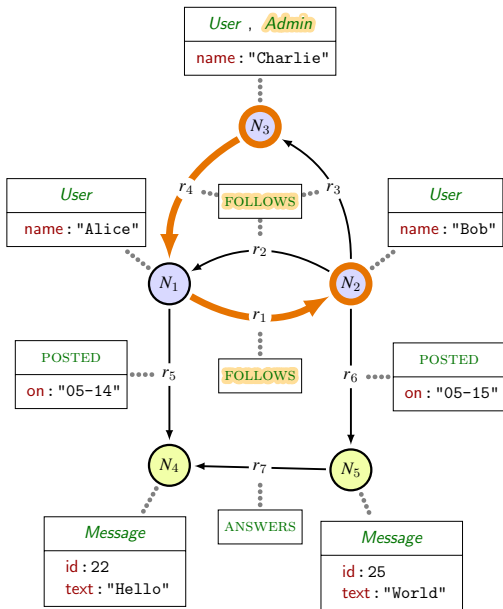 User , Admin
name : "Charlie"
N3
r4
FOLLOWS
r3
User
name : "Alice"
User
name : "Bob"
r2
N1
N2
r1
POSTED
on : "05-14"
r5
FOLLOWS
r6
POSTED
on : "05-15"
N4
r7
N5
ANSWERS
Message
id : 22
text : "Hello"
Message
id : 25
text : "World"